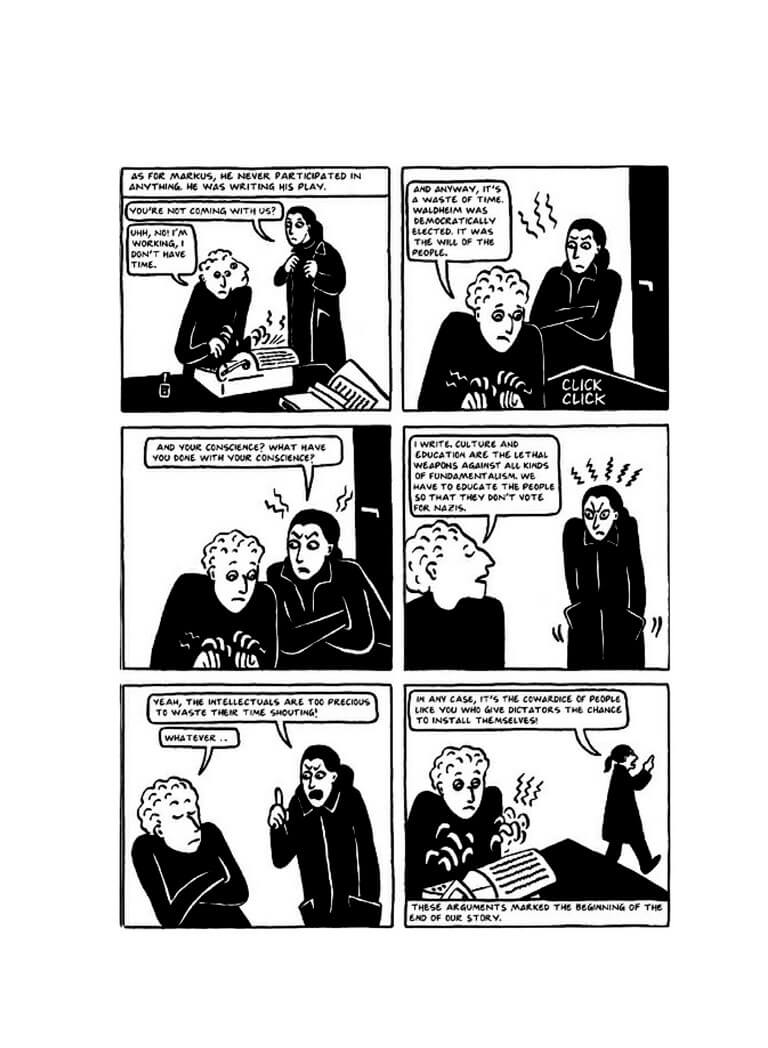 AS FOR MARKUS, HE NEVER PARTICIPATED IN
ANYTHING. HE WAS WRITING HIS PLAY.
YOU'RE NOT COMING WITH US?
UHH, NO! I'M
WORKING, I
DON'T HAVE
TIME.
AND ANYWAY, IT'S
A WASTE OF TIME.
WALDHEIM WAS
DEMOCRATICALLY
ELECTED. IT WAS
THE WILL OF THE
PEOPLE.
CLICK
CLICK
AND YOUR CONSCIENCE? WHAT HAVE
YOU DONE WITH YOUR CONSCIENCE?
I WRITE. CULTURE AND
EDUCATION ARE THE LETHAL
WEAPONS AGAINST ALL KINDS
OF FUNDAMENTALISM. WE
HAVE TO EDUCATE THE PEOPLE
SO THAT THEY DON'T VOTE
FOR NAZIS.
YEAH, THE INTELLECTUALS ARE TOO PRECIOUS
TO WASTE THEIR TIME SHOUTING!
WHATEVER ..
IN ANY CASE, IT'S THE COWARDICE OF PEOPLE
LIKE YOU WHO GIVE DICTATORS THE CHANCE
TO INSTALL THEMSELVES!
THESE ARGUMENTS MARKED THE BEGINNING OF THE
END OF OUR STORY.